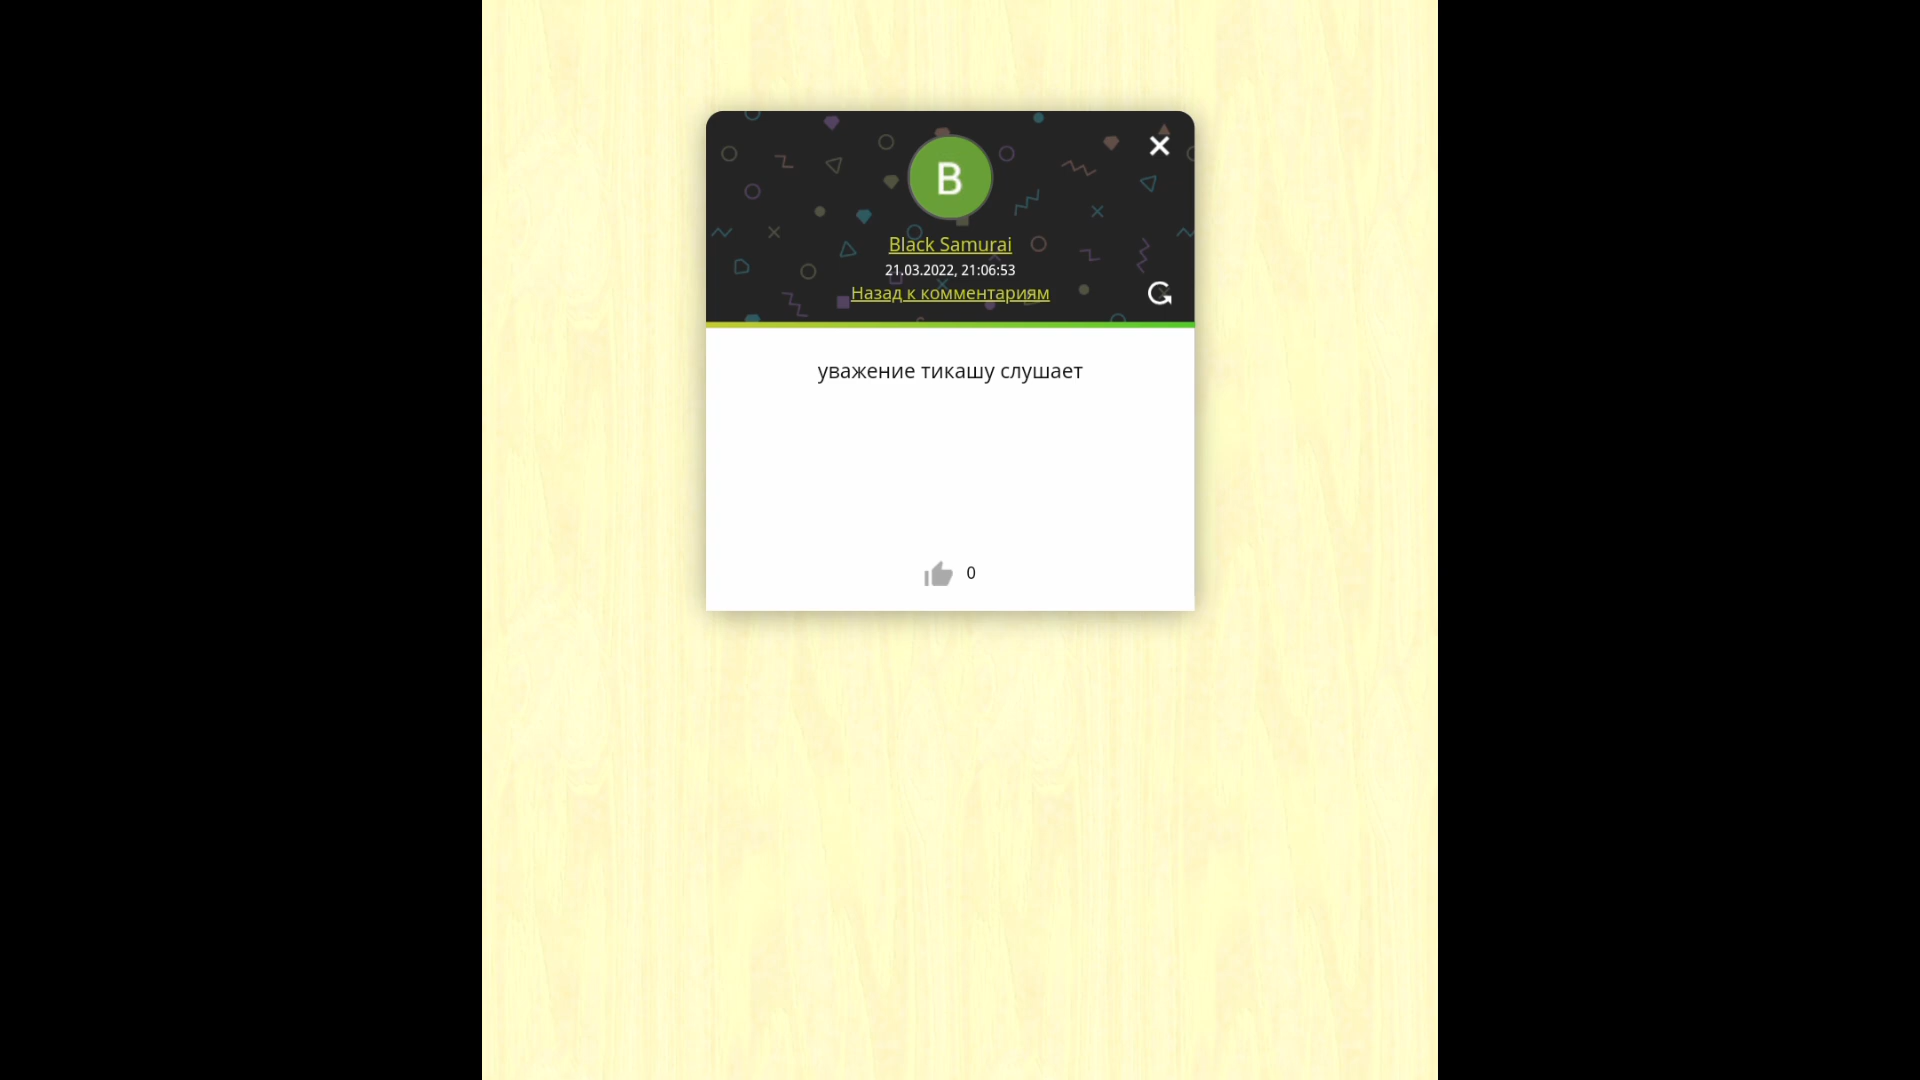 B
Black Samurai
21.03.2022, 21:06:53
Назад к комментариям
уважение тикашу слушает
0